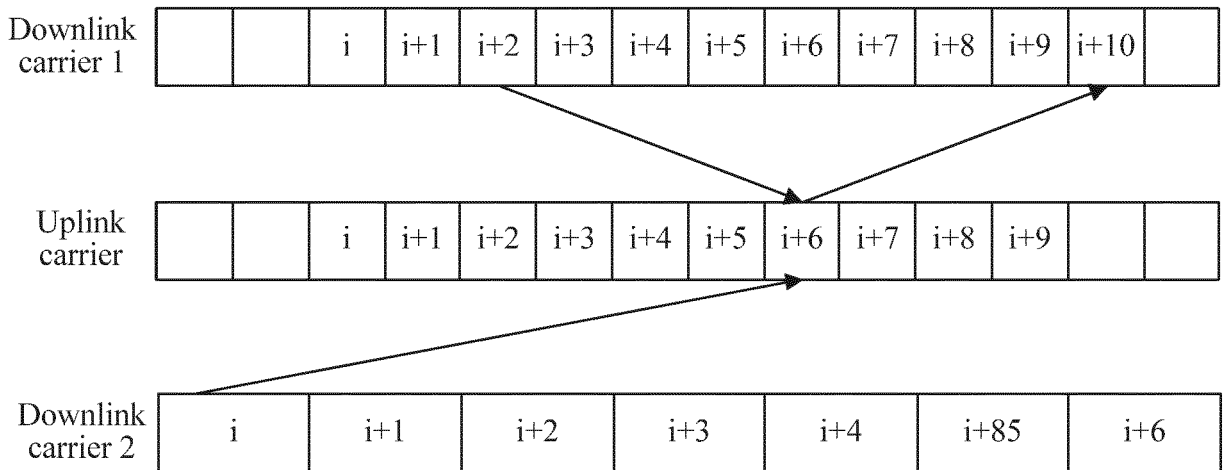 Downlink
carrier 1
i i+1 i+2 i+3 i+4 i+5 i+6 i+7 i+8 i+9 i+10
Uplink
carrier
i i+1 i+2 i+3 i+4 i+5 i+6 i+7 i+8 i+9
Downlink
carrier 2
i i+1 i+2 i+3 i+4 i+85 i+6